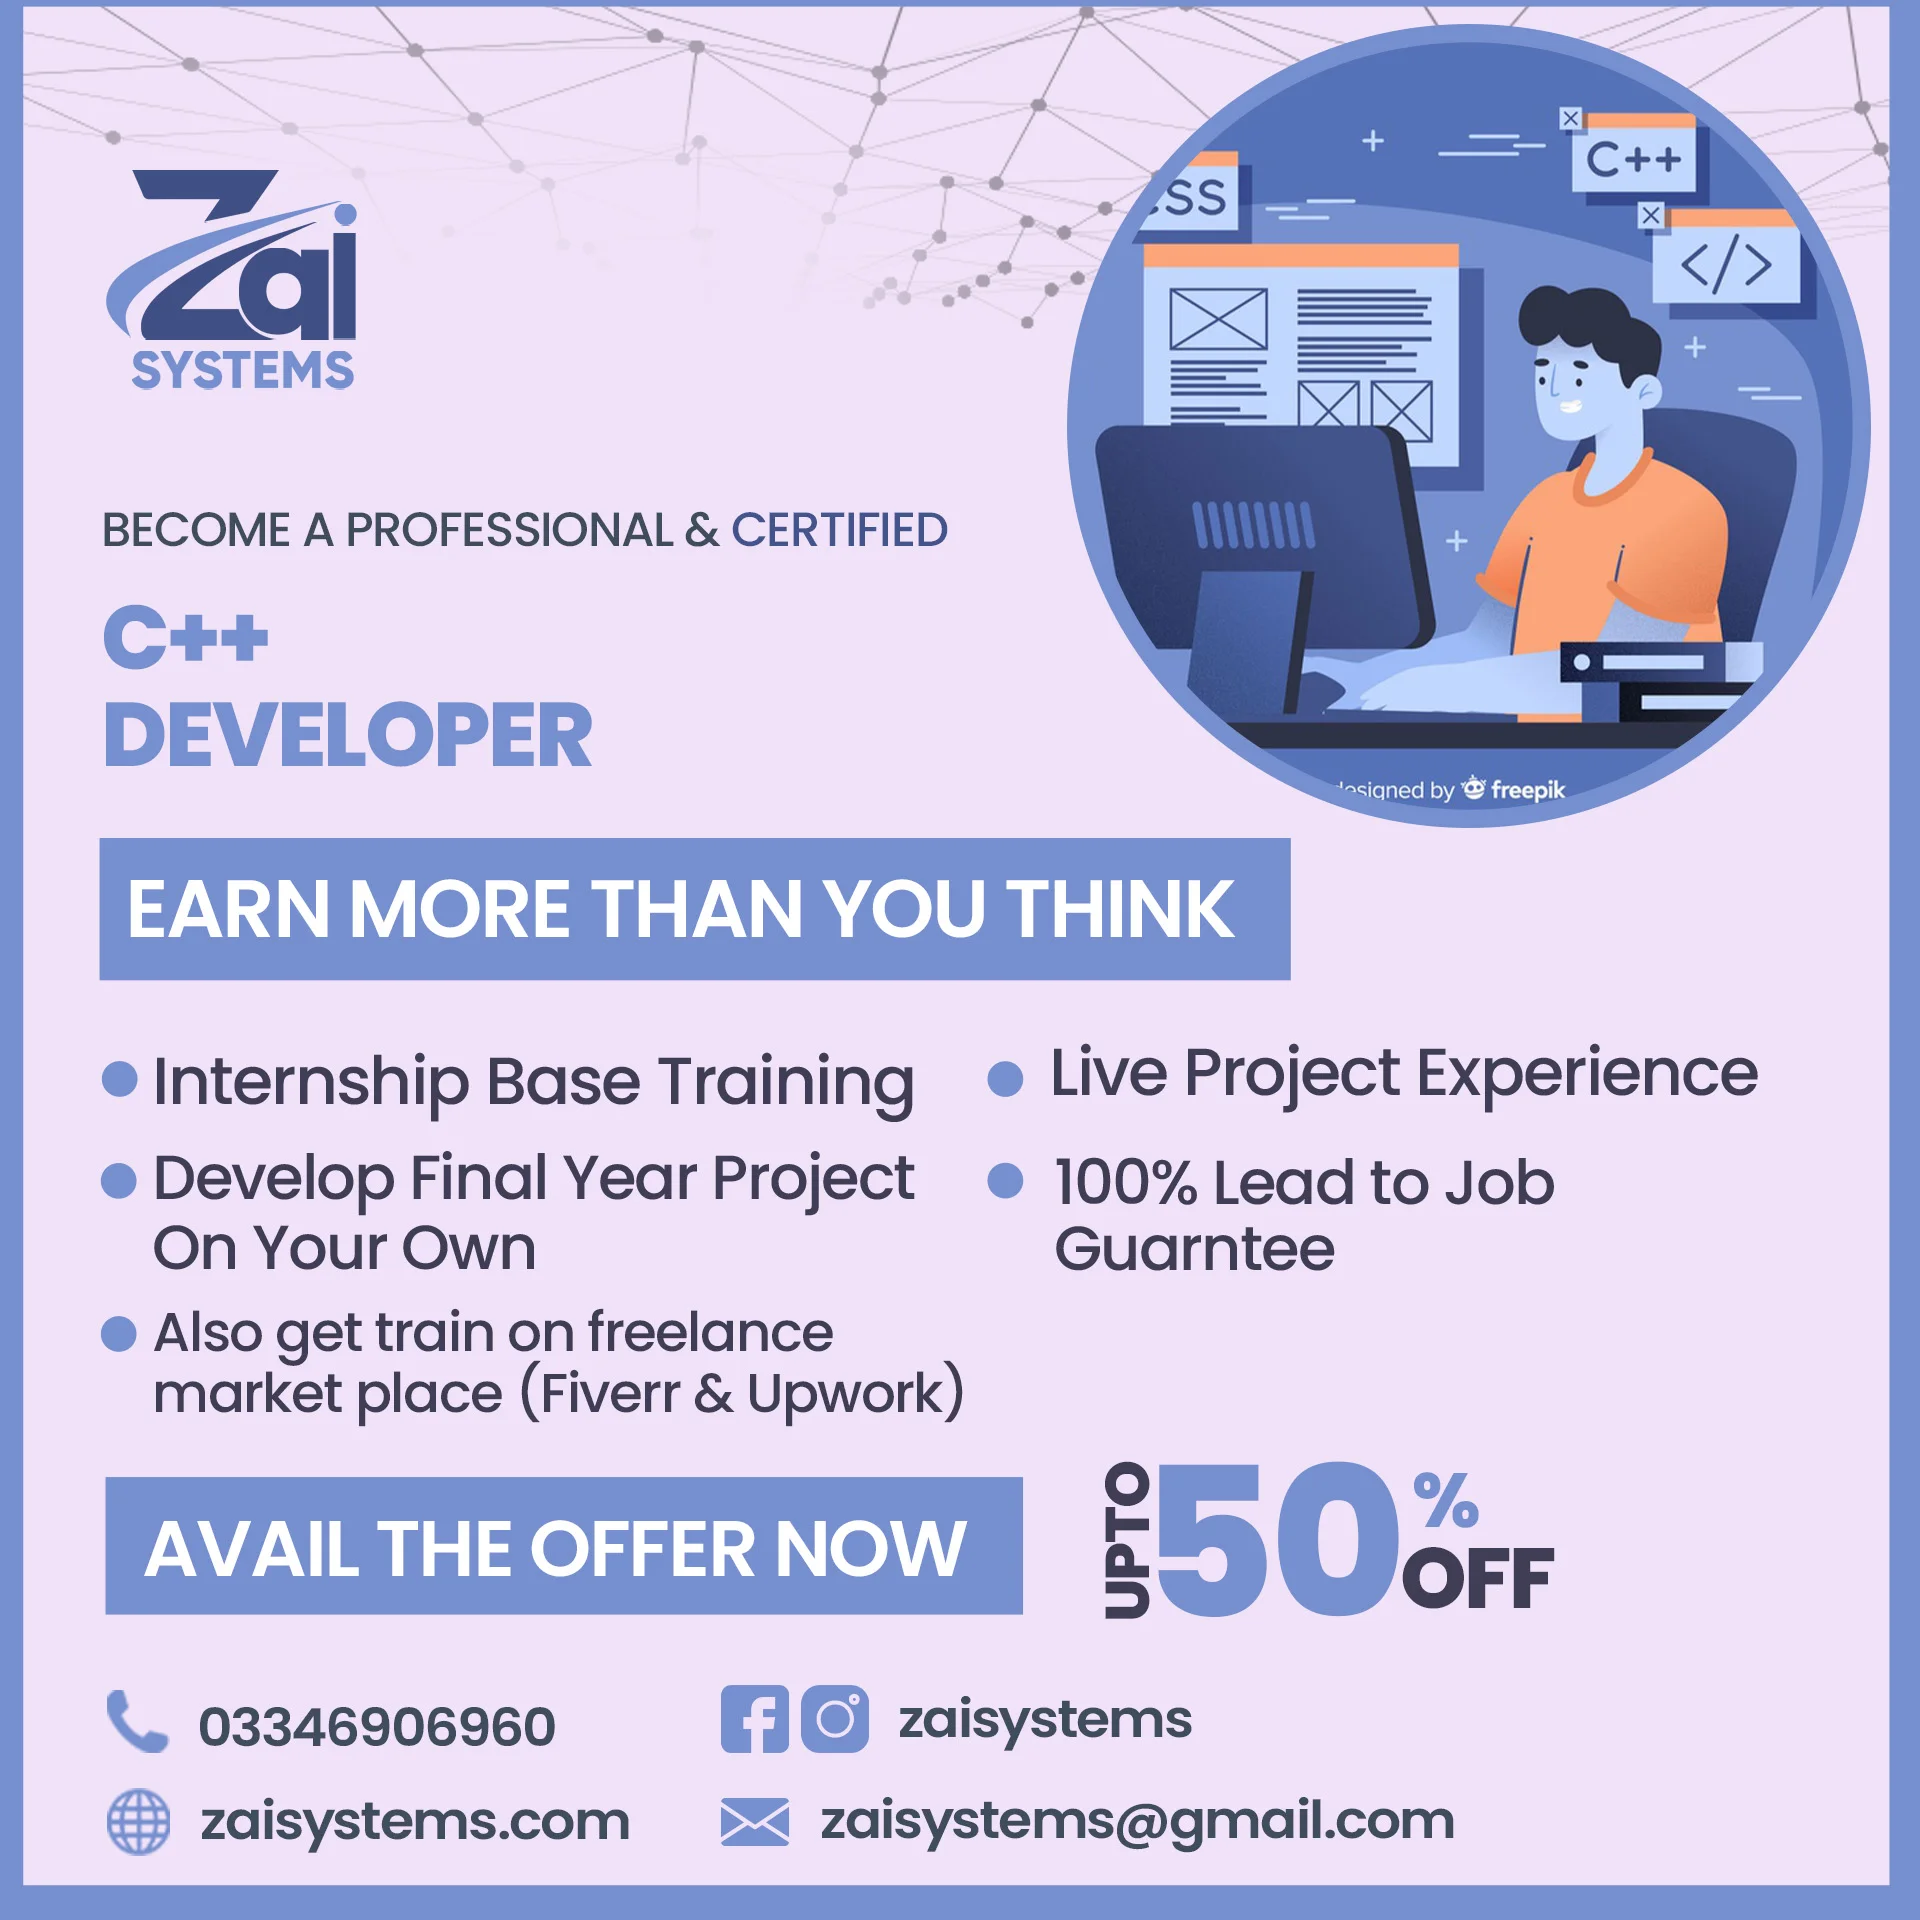 Zai
SYSTEMS
C++
</>
BECOME A PROFESSIONAL & CERTIFIED
C++
DEVELOPER
designed by freepik
EARN MORE THAN YOU THINK
Internship Base Training
Develop Final Year Project
On Your Own
Also get train on freelance
market place (Fiverr & Upwork)
Live Project Experience
100% Lead to Job
Guarntee
AVAIL THE OFFER NOW
UPTO
50%
OFF
03346906960
zaisystems
zaisystems.com
zaisystems@gmail.com